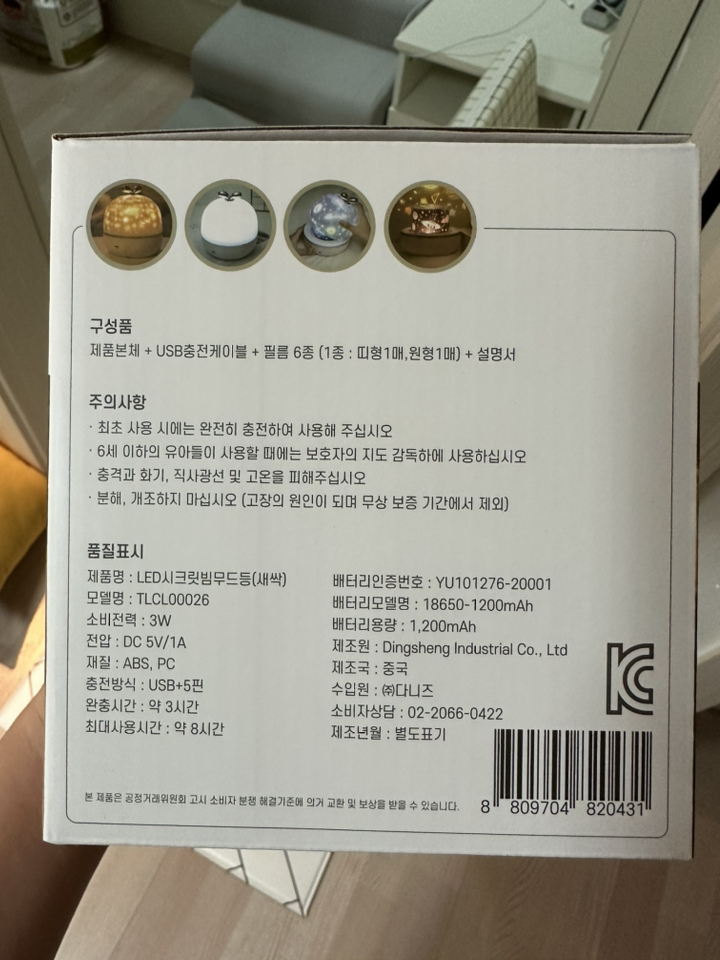 구성품
제품본체 + USB충전케이블 + 필름 6종 (1종 : 띠형1매,원형1매) + 설명서
주의사항
· 최초 사용 시에는 완전히 충전하여 사용해 주십시오
· 6세 이하의 유아들이 사용할 때에는 보호자의 지도 감독하에 사용하십시오
· 충격과 화기, 직사광선 및 고온을 피해주십시오
· 분해, 개조하지 마십시오 (고장의 원인이 되며 무상 보증 기간에서 제외)
품질표시
제품명 : LED시크릿빔무드등(새싹)
모델명 : TLCL00026
소비전력 : 3W
전압 : DC 5V/1A
재질 : ABS, PC
충전방식 : USB+5핀
완충시간 : 약 3시간
최대사용시간 : 약 8시간
배터리인증번호 : YU101276-20001
배터리모델명 : 18650-1200mAh
배터리용량 : 1,200mAh
제조원 : Dingsheng Industrial Co., Ltd
제조국 : 중국
수입원 : ㈜다니즈
소비자상담 : 02-2066-0422
제조년월 : 별도표기
KC
본 제품은 공정거래위원회 고시 소비자 분쟁 해결기준에 의거 교환 및 보상을 받을 수 있습니다.
8 809704 820431